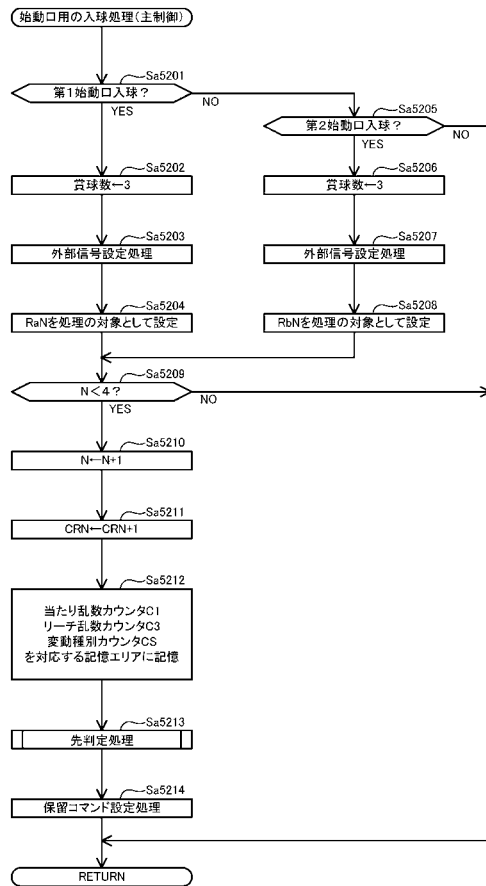 始動口用の入球処理(主制御)
Sa5201
第1始動口入球?
NO
YES
Sa5205
第2始動口入球?
NO
YES
Sa5202
賞球数←3
Sa5206
賞球数←3
Sa5203
外部信号設定処理
Sa5207
外部信号設定処理
Sa5204
RaNを処理の対象として設定
Sa5208
RbNを処理の対象として設定
Sa5209
N<4?
NO
YES
Sa5210
N←N+1
Sa5211
CRN←CRN+1
Sa5212
当たり乱数カウンタC1
リーチ乱数カウンタC3
変動種別カウンタCS
を対応する記憶エリアに記憶
Sa5213
先判定処理
Sa5214
保留コマンド設定処理
RETURN